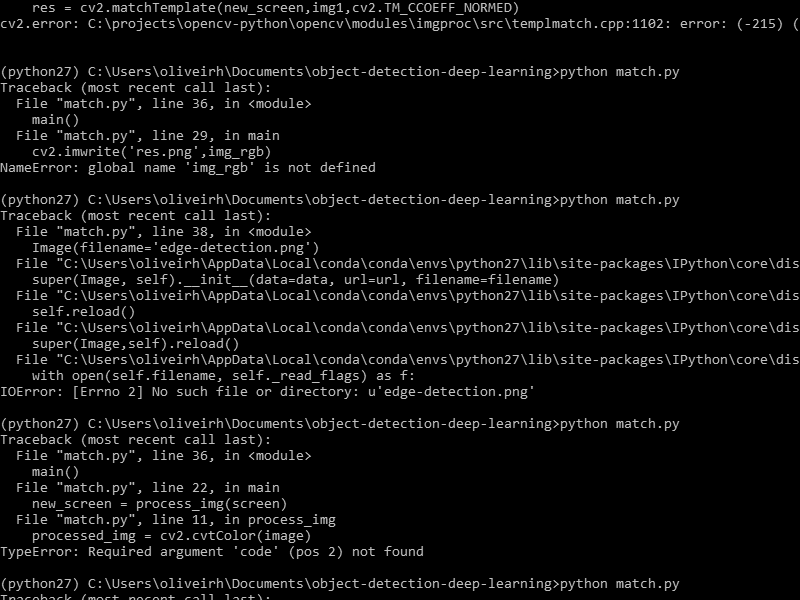 res = cv2.matchTemplate(new_screen,img1,cv2.TM_CCOEFF_NORMED)
cv2.error: C:\projects\opencv-python\opencv\modules\imgproc\src\templmatch.cpp:1102: error: (-215) (
(python27) C:\Users\oliveirh\Documents\object-detection-deep-learning>python match.py
Traceback (most recent call last):
File "match.py", line 36, in <module>
main()
File "match.py", line 29, in main
cv2.imwrite('res.png',img_rgb)
NameError: global name 'img_rgb' is not defined
(python27) C:\Users\oliveirh\Documents\object-detection-deep-learning>python match.py
Traceback (most recent call last):
File "match.py", line 38, in <module>
Image(filename='edge-detection.png')
File "C:\Users\oliveirh\AppData\Local\conda\conda\envs\python27\lib\site-packages\IPython\core\dis
super(Image, self).__init__(data=data, url=url, filename=filename)
File "C:\Users\oliveirh\AppData\Local\conda\conda\envs\python27\lib\site-packages\IPython\core\dis
self.reload()
File "C:\Users\oliveirh\AppData\Local\conda\conda\envs\python27\lib\site-packages\IPython\core\dis
super(Image,self).reload()
File "C:\Users\oliveirh\AppData\Local\conda\conda\envs\python27\lib\site-packages\IPython\core\dis
with open(self.filename, self._read_flags) as f:
IOError: [Errno 2] No such file or directory: u'edge-detection.png'
(python27) C:\Users\oliveirh\Documents\object-detection-deep-learning>python match.py
Traceback (most recent call last):
File "match.py", line 36, in <module>
main()
File "match.py", line 22, in main
new_screen = process_img(screen)
File "match.py", line 11, in process_img
processed_img = cv2.cvtColor(image)
TypeError: Required argument 'code' (pos 2) not found
(python27) C:\Users\oliveirh\Documents\object-detection-deep-learning>python match.py
Traceback (most recent call last):